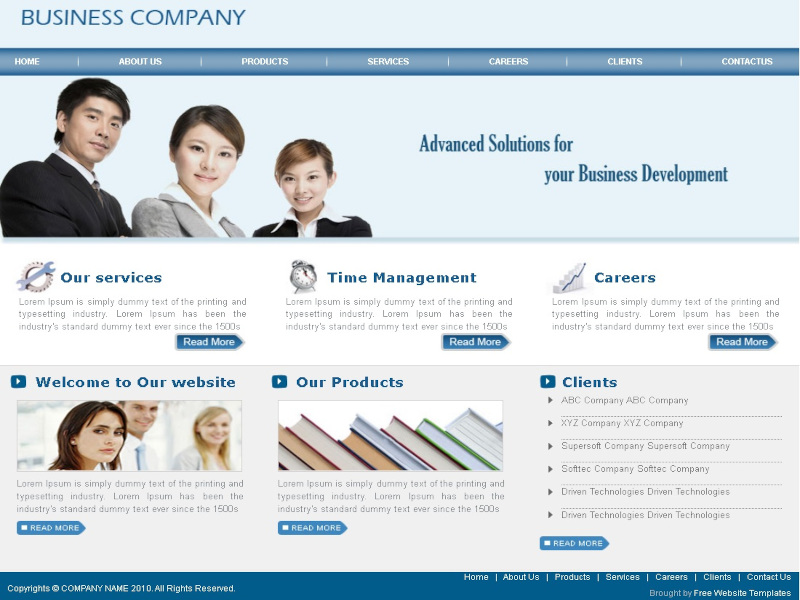 BUSINESS COMPANY
HOME | ABOUT US | PRODUCTS | SERVICES | CAREERS | CLIENTS | CONTACTUS
Advanced Solutions for
your Business Development
Our services
Lorem Ipsum is simply dummy text of the printing and
typesetting industry. Lorem Ipsum has been the
industry's standard dummy text ever since the 1500s
Read More
Time Management
Lorem Ipsum is simply dummy text of the printing and
typesetting industry. Lorem Ipsum has been the
industry's standard dummy text ever since the 1500s
Read More
Careers
Lorem Ipsum is simply dummy text of the printing and
typesetting industry. Lorem Ipsum has been the
industry's standard dummy text ever since the 1500s
Read More
Welcome to Our website
Lorem Ipsum is simply dummy text of the printing and
typesetting industry. Lorem Ipsum has been the
industry's standard dummy text ever since the 1500s
READ MORE
Our Products
Lorem Ipsum is simply dummy text of the printing and
typesetting industry. Lorem Ipsum has been the
industry's standard dummy text ever since the 1500s
READ MORE
Clients
ABC Company ABC Company
XYZ Company XYZ Company
Supersoft Company Supersoft Company
Softtec Company Softtec Company
Driven Technologies Driven Technologies
Driven Technologies Driven Technologies
READ MORE
Home | About Us | Products | Services | Careers | Clients | Contact Us
Copyrights © COMPANY NAME 2010. All Rights Reserved.
Brought by Free Website Templates